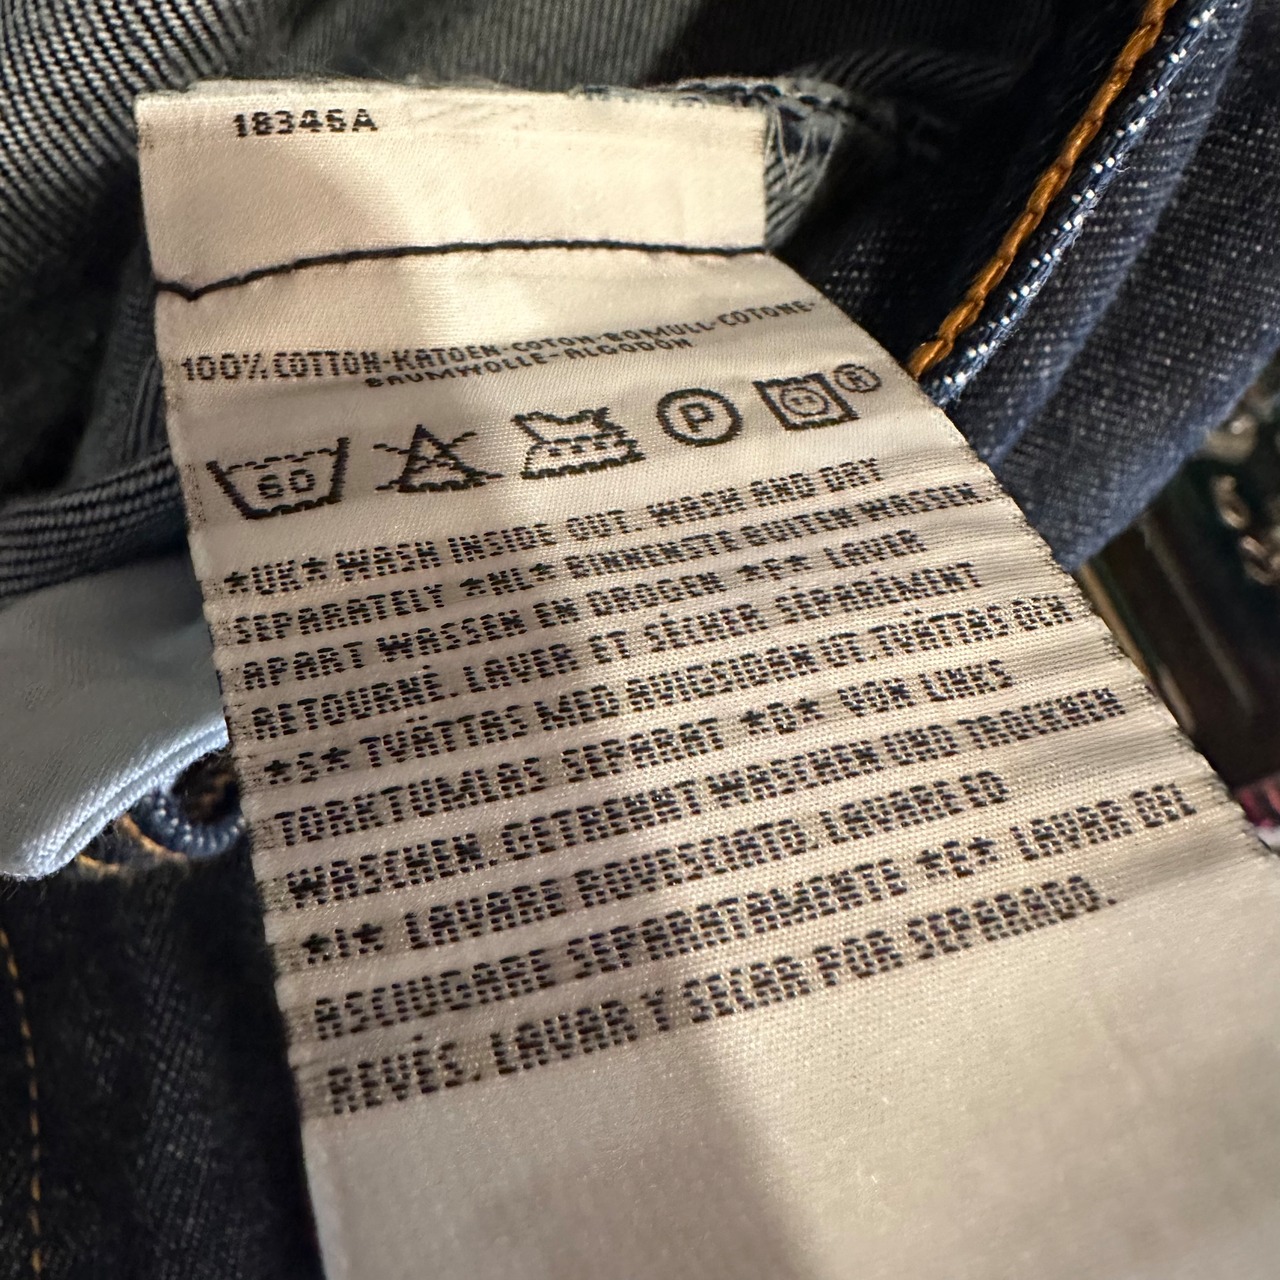 18346A
100% COTTON-KATOEN-COTON-BOMULL-COTONE-
BAUMWOLLE-ALGODÓN
60 P ®
*UK* WASH INSIDE OUT. WASH AND DRY
SEPARATELY *NL* BINNENSTE BUITEN WASSEN.
APART WASSEN EN DROGEN *F* LAVER
RETOURNÉ. LAVER ET SÉCHER SÉPARÉMENT
*S* TVÄTTAS MED AVIGSIDAN UT.TVÄTTAS OCH
TORKTUMLAS SEPARAT *D* VON LINKS
WASCHEN. GETRENNT WASCHEN UND TROCKNEN
*I* LAVARE ROVESCIATO. LAVARE ED
ASCIUGARE SEPARATAMENTE *E* LAVAR DEL
REVÉS. LAVAR Y SECAR POR SEPARADO.